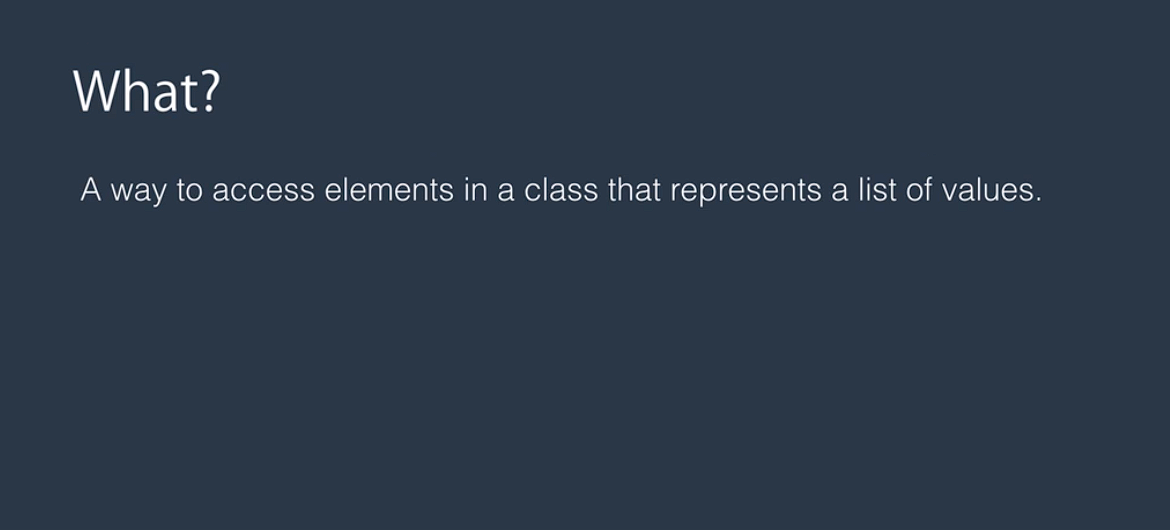 What?
A way to access elements in a class that represents a list of values.